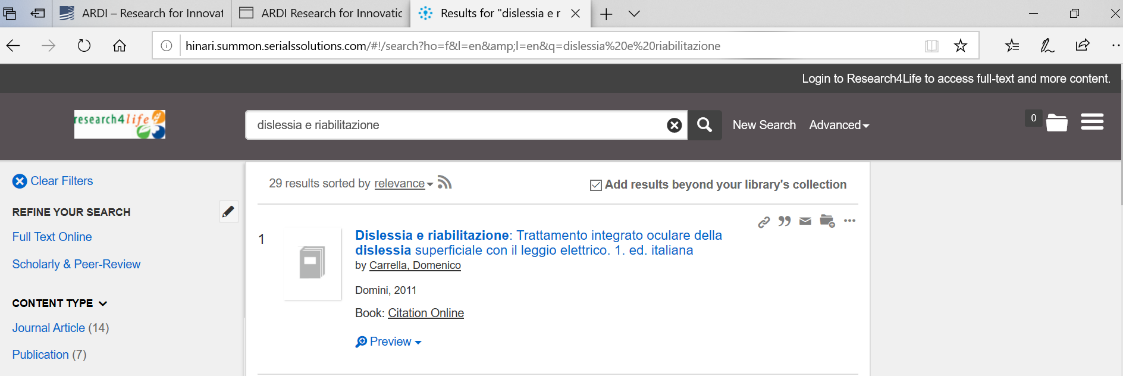 ARDI – Research for Innovat
ARDI Research for Innovatic
Results for "dislessia e r
hinari.summon.serialssolutions.com/#!/search?ho=f&l=en&amp;l=en&q=dislessia%20e%20riabilitazione
Login to Research4Life to access full-text and more content.
research4life
dislessia e riabilitazione
New Search
Advanced
0
Clear Filters
REFINE YOUR SEARCH
Full Text Online
Scholarly & Peer-Review
CONTENT TYPE
Journal Article (14)
Publication (7)
29 results sorted by relevance
Add results beyond your library's collection
1
Dislessia e riabilitazione: Trattamento integrato oculare della
dislessia superficiale con il leggio elettrico. 1. ed. italiana
by Carrella, Domenico
Domini, 2011
Book: Citation Online
Preview